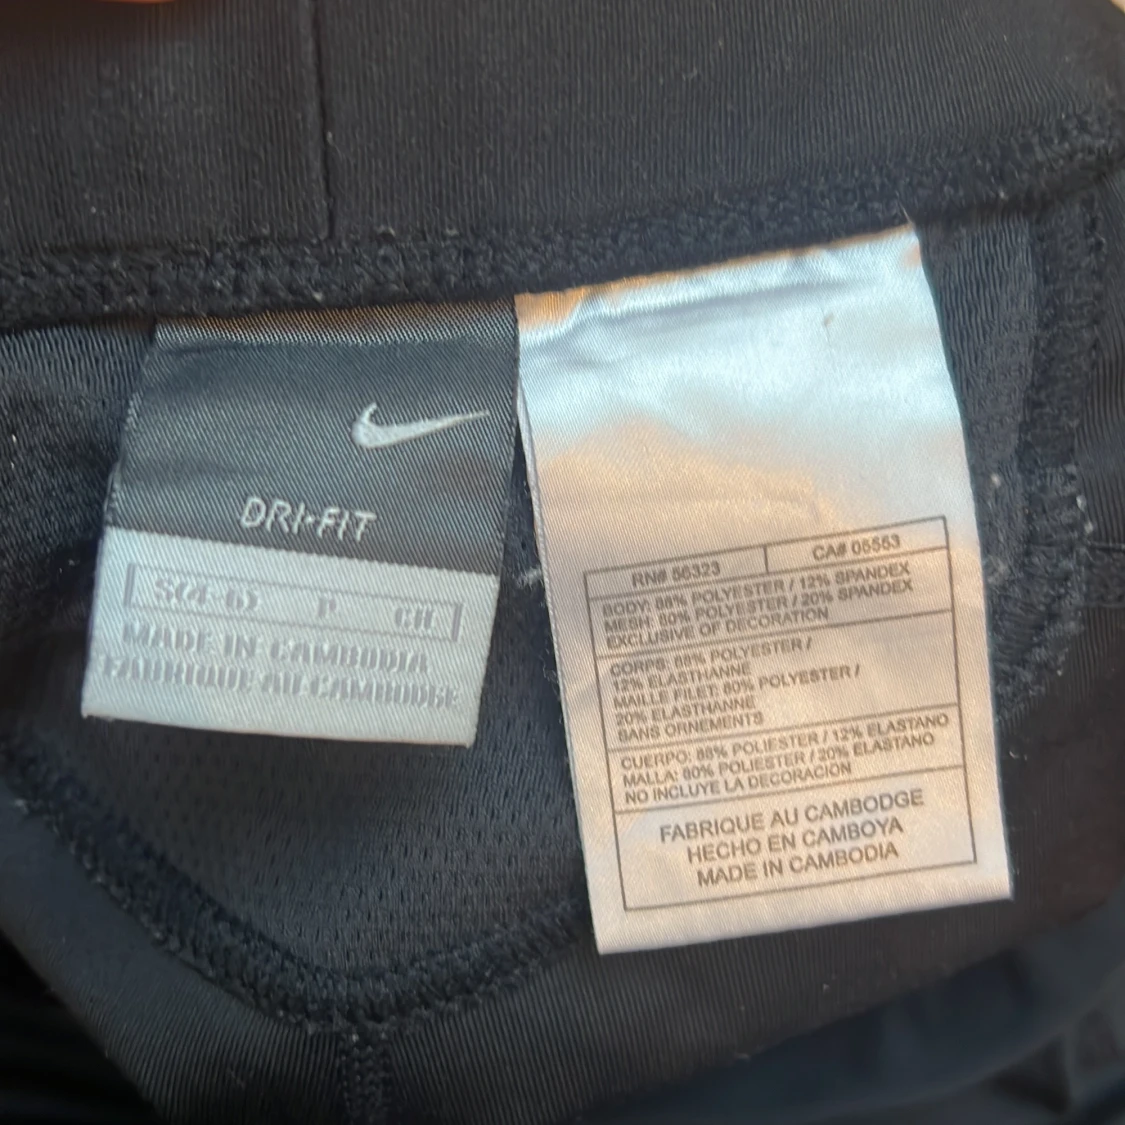 DRI•FIT
S(4-6) P CH
MADE IN CAMBODIA
FABRIQUE AU CAMBODGE
RN# 56323 CA# 05553
BODY: 88% POLYESTER / 12% SPANDEX
MESH: 80% POLYESTER / 20% SPANDEX
EXCLUSIVE OF DECORATION
CORPS: 88% POLYESTER /
12% ELASTHANNE
MAILLE FILET: 80% POLYESTER /
20% ELASTHANNE
SANS ORNEMENTS
CUERPO: 88% POLIESTER / 12% ELASTANO
MALLA: 80% POLIESTER / 20% ELASTANO
NO INCLUYE LA DECORACION
FABRIQUE AU CAMBODGE
HECHO EN CAMBOYA
MADE IN CAMBODIA